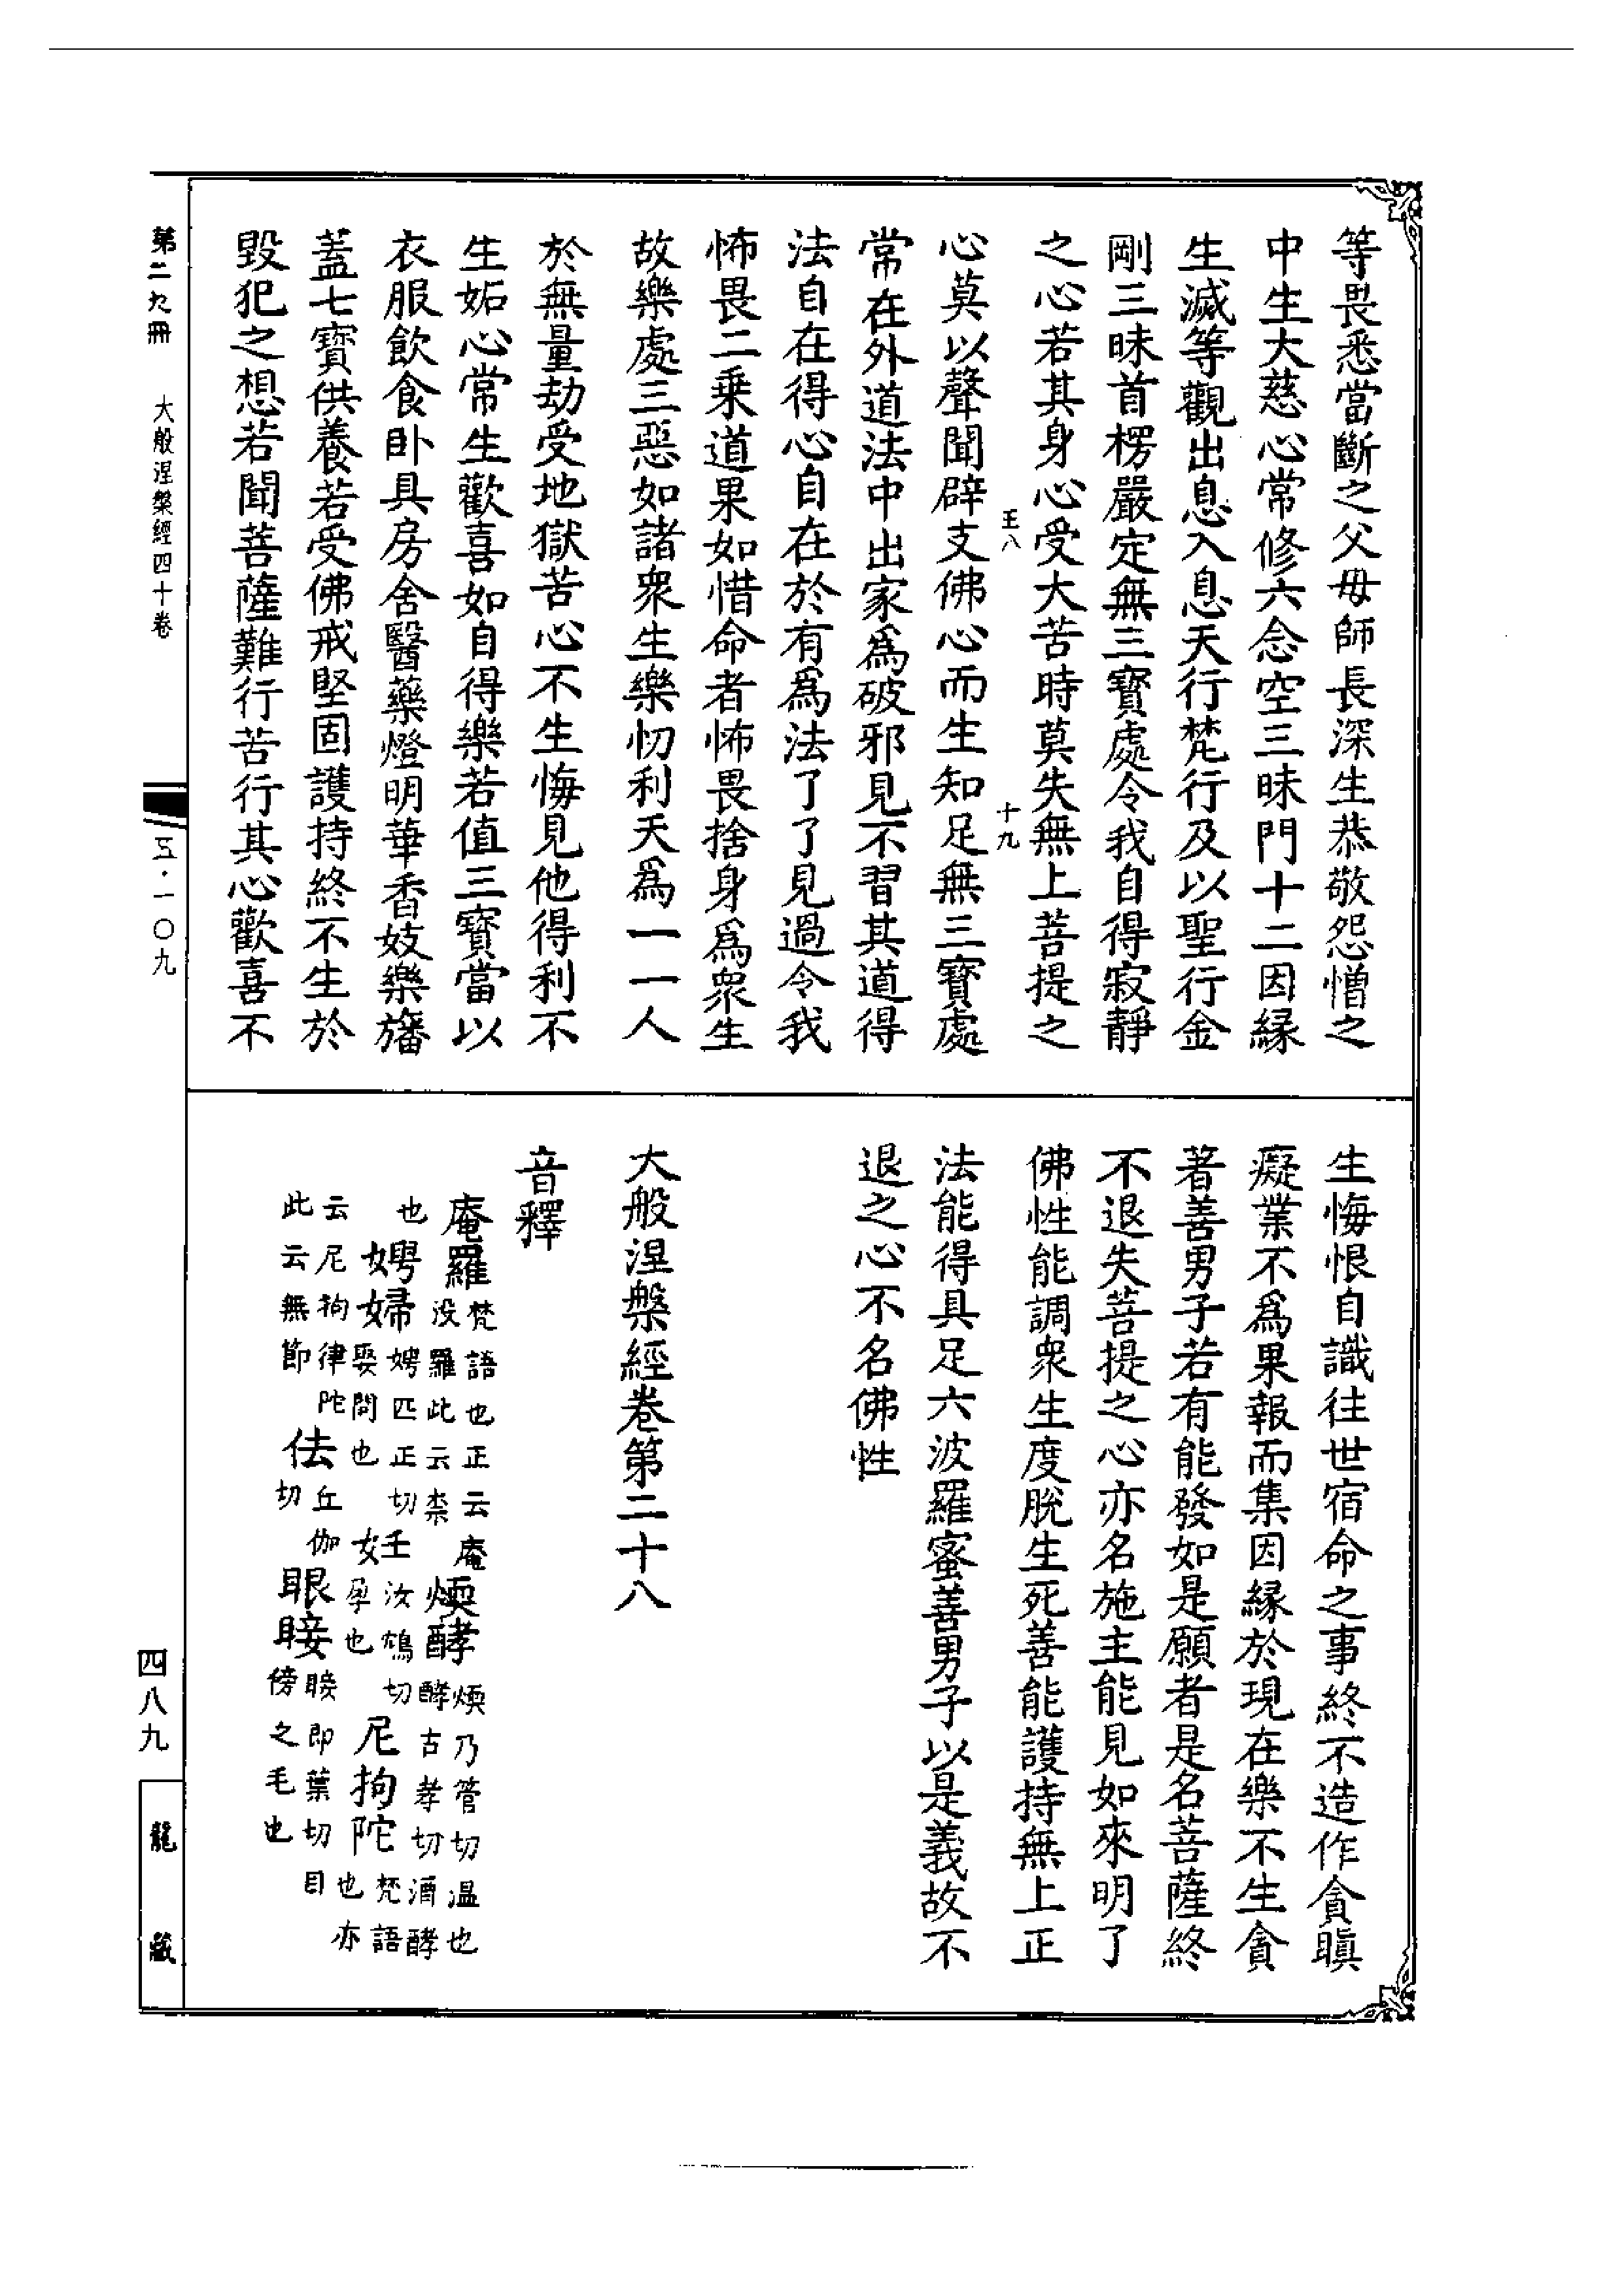 等畏悉當斷之父母師長深生恭敬怨憎之
中生大慈心常修六念空三昧門十二因緣
生滅等觀出息入息天行梵行及以聖行金
剛三昧首楞嚴定無三寶處令我自得寂靜
之心若其身心受大苦時莫失無上菩提之
王八 十九
心莫以聲聞辟支佛心而生知足無三寶處
常在外道法中出家爲破邪見不習其道得
法自在得心自在於有爲法了了見過令我
怖畏二乘道果如惜命者怖畏捨身爲衆生
故樂處三惡如諸衆生樂忉利天爲一一人
於無量劫受地獄苦心不生悔見他得利不
生妬心常生歡喜如自得樂若值三寶當以
衣服飲食卧具房舍醫藥燈明華香妓樂旛
蓋七寶供養若受佛戒堅固護持終不生於
毀犯之想若聞菩薩難行苦行其心歡喜不
生悔恨自識往世宿命之事終不造作貪瞋
癡業不爲果報而集因緣於現在樂不生貪
著善男子若有能發如是願者是名菩薩終
不退失菩提之心亦名施主能見如來明了
佛性能調衆生度脫生死善能護持無上正
法能得具足六波羅蜜善男子以是義故不
退之心不名佛性
大般涅槃經卷第二十八
音釋
庵羅 梵語也正云庵沒羅此云柰 煗酵 煗乃管切溫也酵古孝切酒酵
也 娉婦 娉匹正切娶問也 妊 汝鴆切孕也 尼拘陀 梵語也亦
云尼拘律陀此云無節 佉 丘伽切 眼睫 睫即葉切目傍之毛也
第二九冊 大般涅槃經四十卷 五·一〇九
四八九 龍藏